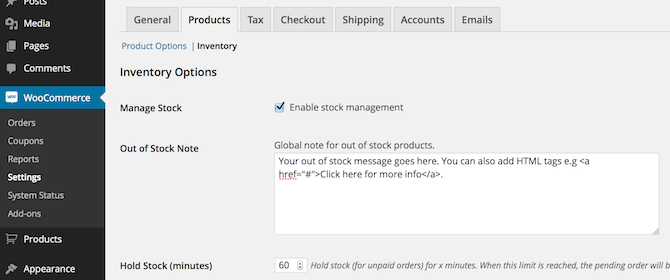 Posts
Media
Pages
Comments
WooCommerce
Orders
Coupons
Reports
Settings
System Status
Add-ons
Products
Appearance
General Products Tax Checkout Shipping Accounts Emails
Product Options | Inventory
Inventory Options
Manage Stock Enable stock management
Out of Stock Note Global note for out of stock products.
Your out of stock message goes here. You can also add HTML tags e.g <a
href="#">Click here for more info</a>.
Hold Stock (minutes) 60 Hold stock (for unpaid orders) for x minutes. When this limit is reached, the pending order will b